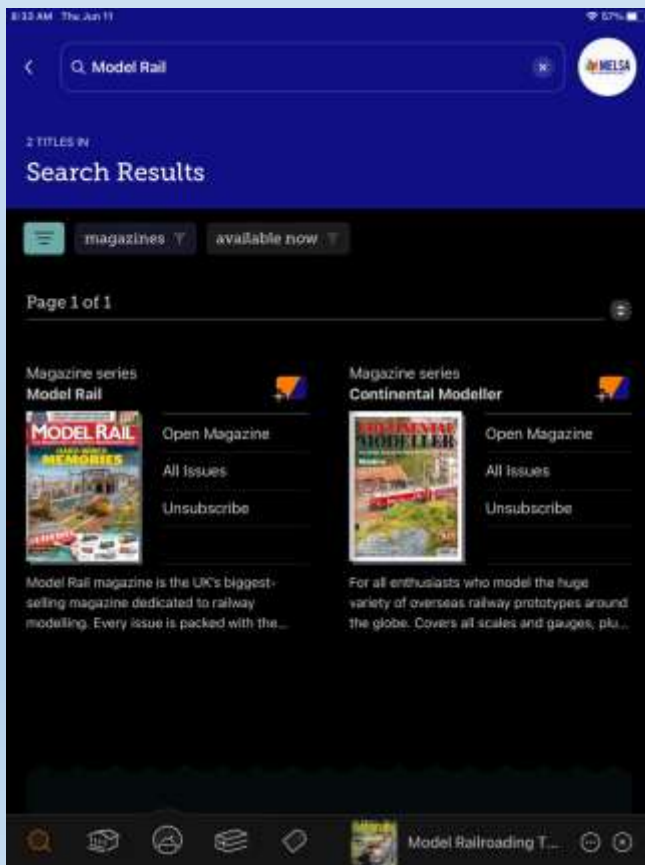 8:33 AM Thu Jun 11
57%
Model Rail
MELSA
2 TITLES IN
Search Results
magazines
available now
Page 1 of 1
Magazine series
Model Rail
MODEL RAIL
MEMORIES
Open Magazine
All Issues
Unsubscribe
Model Rail magazine is the UK's biggest-
selling magazine dedicated to railway
modelling. Every issue is packed with the...
Magazine series
Continental Modeller
CONTINENTAL
MODELLER
Open Magazine
All Issues
Unsubscribe
For all enthusiasts who model the huge
variety of overseas railway prototypes around
the globe. Covers all scales and gauges, plu...
Model Railroading T...